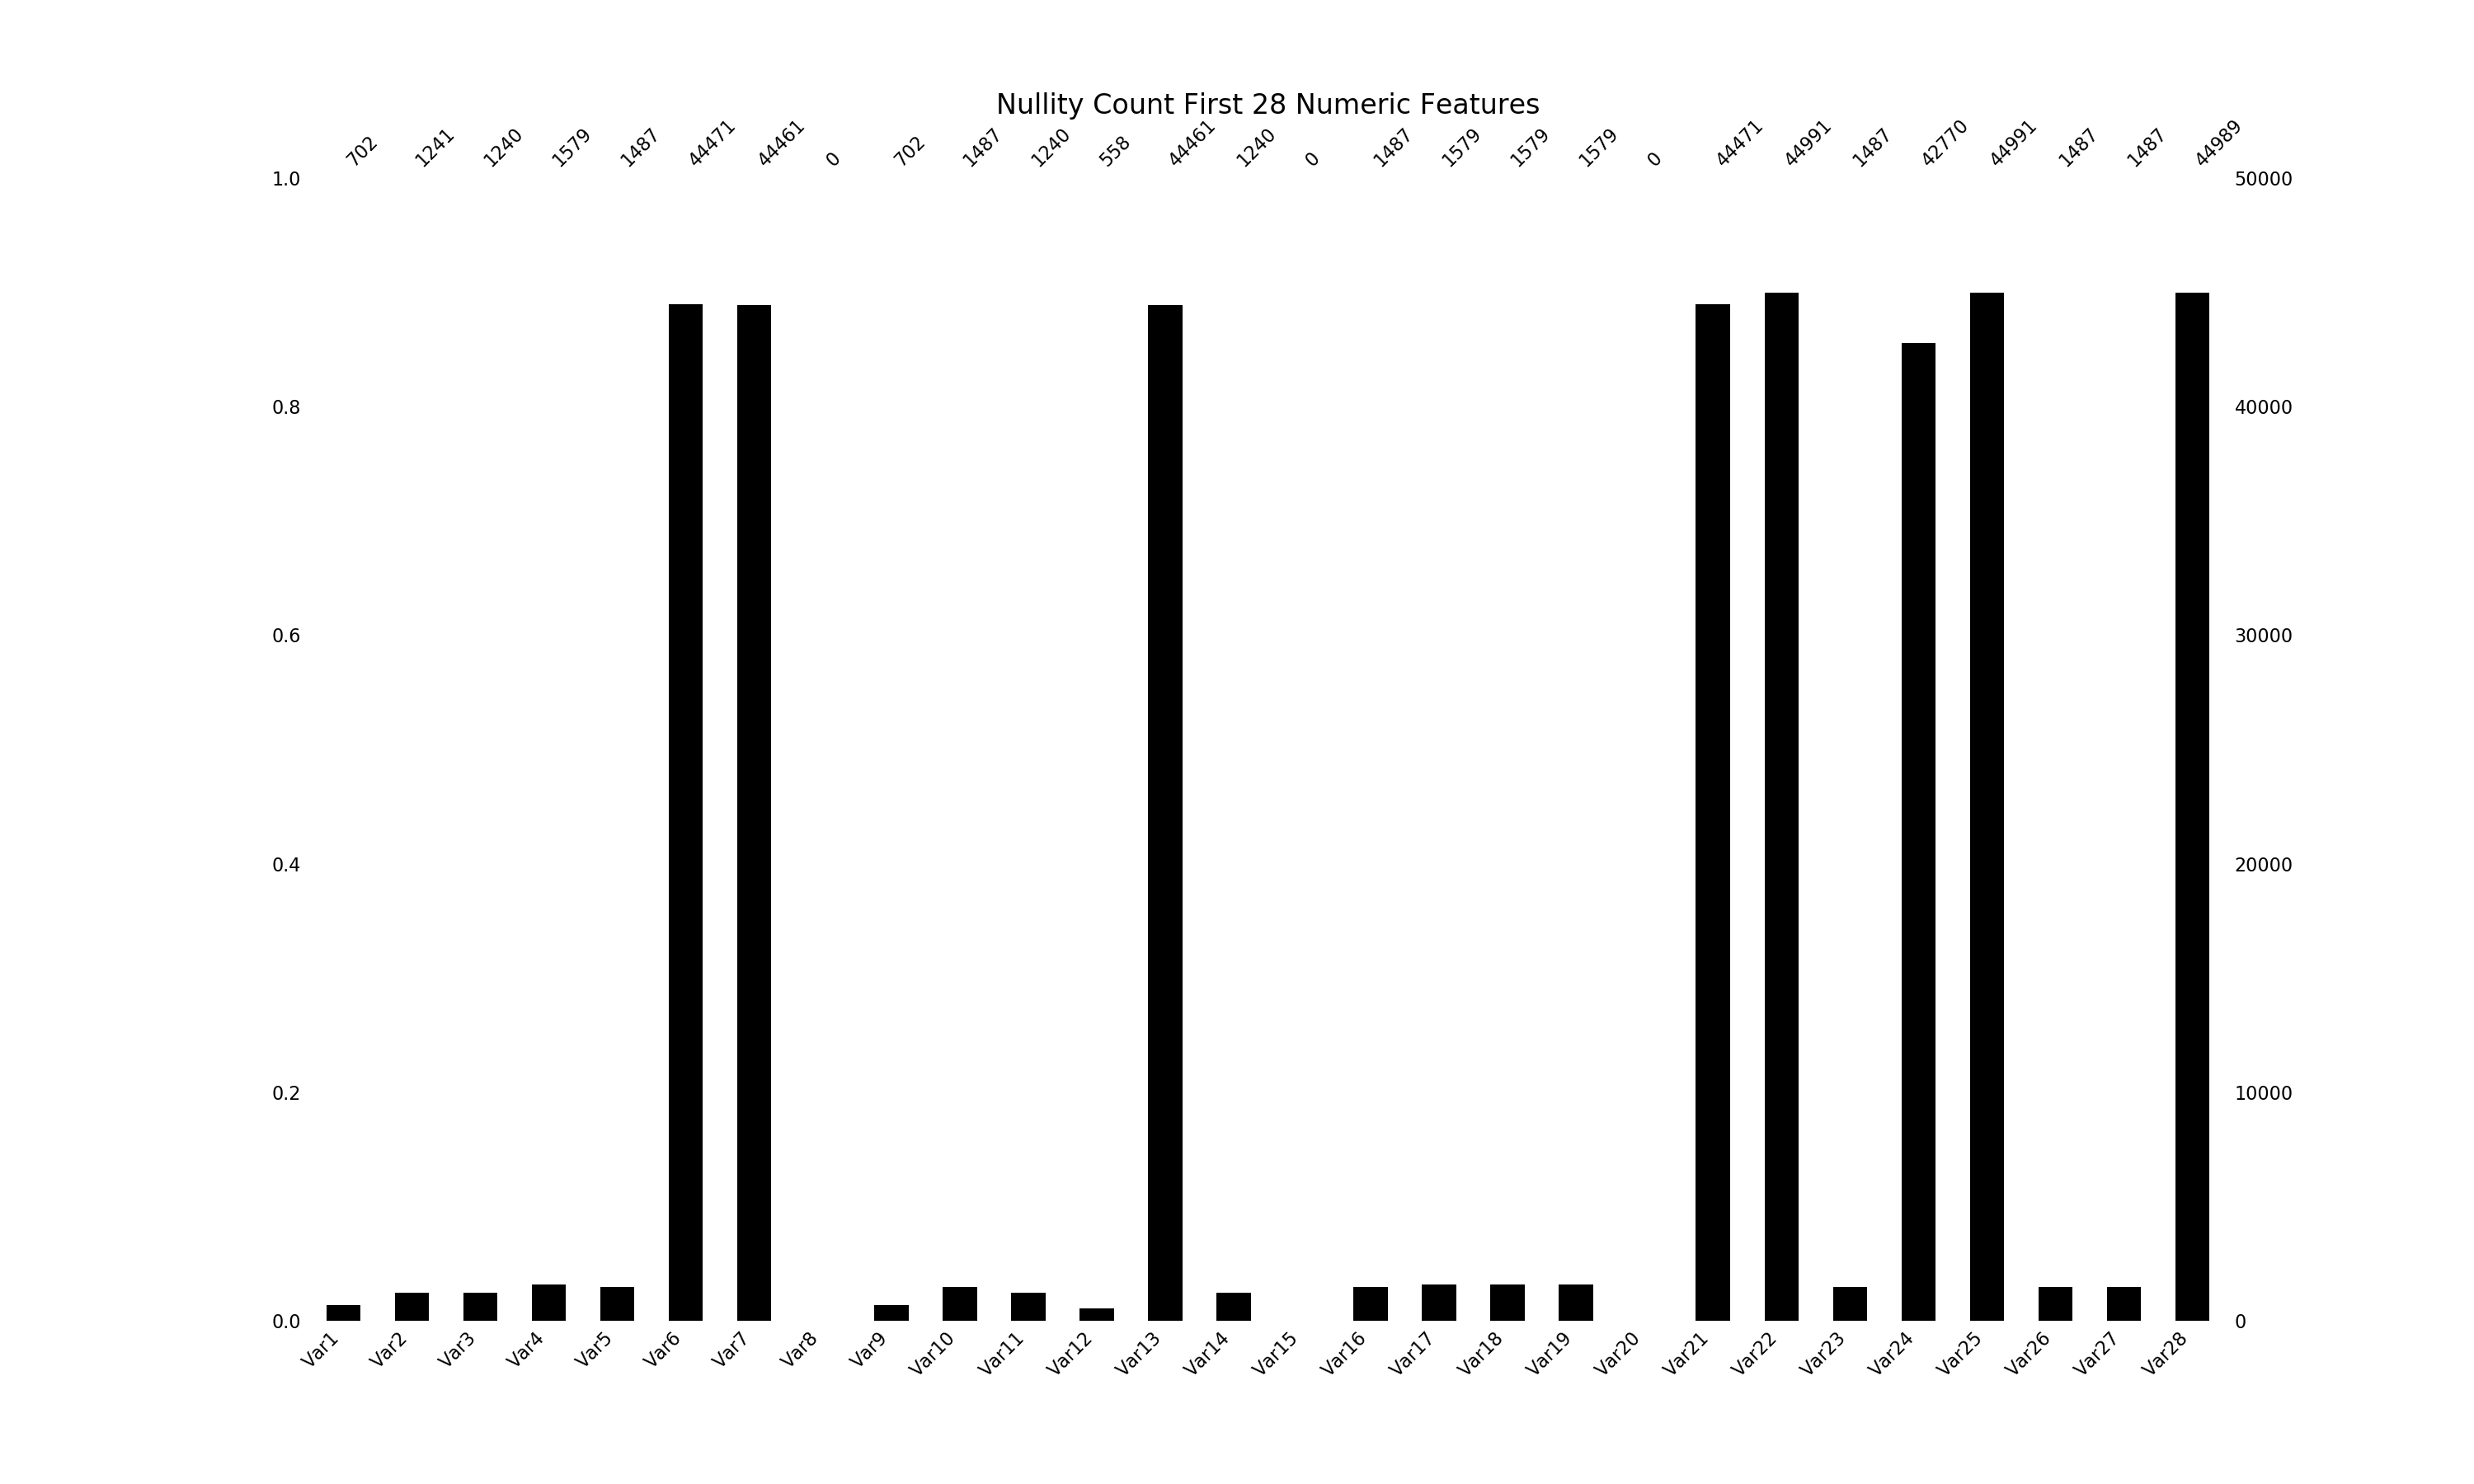 Nullity Count First 28 Numeric Features
702 1241 1240 1579 1487 44471 44461 0 702 1487 1240 558 44461 1240 0 1487 1579 1579 1579 0 44471 44991 1487 42770 44991 1487 1487 44989
1.0 50000
0.8 40000
0.6 30000
0.4 20000
0.2 10000
0.0 0
Var1 Var2 Var3 Var4 Var5 Var6 Var7 Var8 Var9 Var10 Var11 Var12 Var13 Var14 Var15 Var16 Var17 Var18 Var19 Var20 Var21 Var22 Var23 Var24 Var25 Var26 Var27 Var28